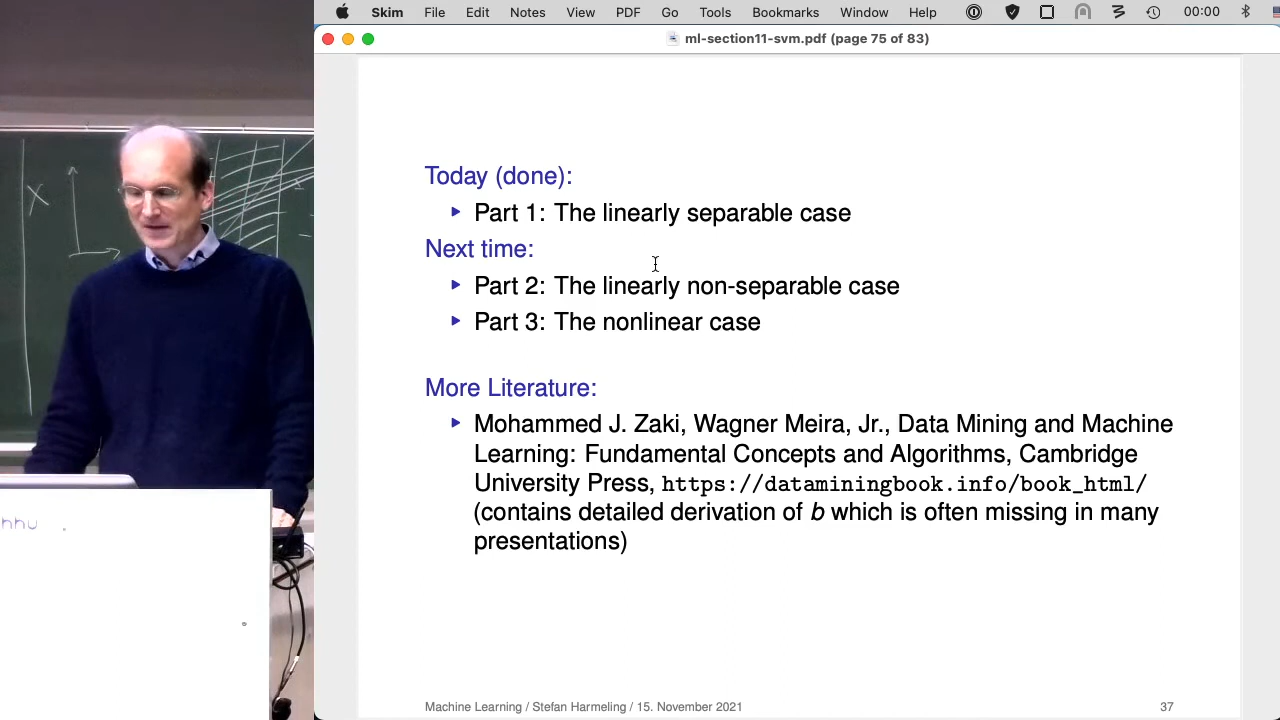 Skim File Edit Notes View PDF Go Tools Bookmarks Window Help 00:00
ml-section11-svm.pdf (page 75 of 83)
Today (done):
Part 1: The linearly separable case
Next time:
Part 2: The linearly non-separable case
Part 3: The nonlinear case
More Literature:
Mohammed J. Zaki, Wagner Meira, Jr., Data Mining and Machine
Learning: Fundamental Concepts and Algorithms, Cambridge
University Press, https://dataminingbook.info/book_html/
(contains detailed derivation of b which is often missing in many
presentations)
Machine Learning / Stefan Harmeling / 15. November 2021
37
X
hhu